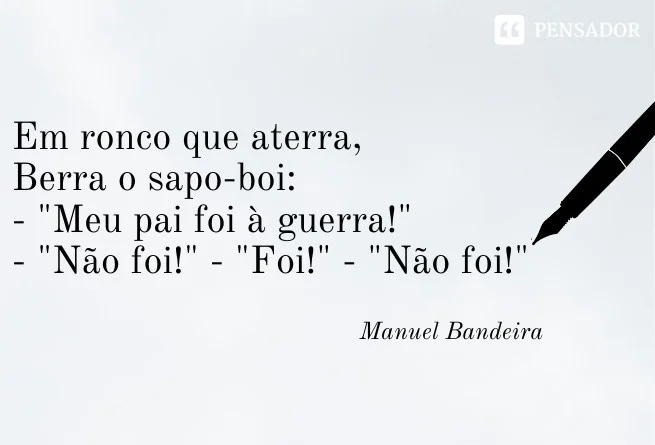 PENSADOR
Em ronco que aterra,
Berra o sapo-boi:
- "Meu pai foi à guerra!"
- "Não foi!" - "Foi!" - "Não foi!"
Manuel Bandeira